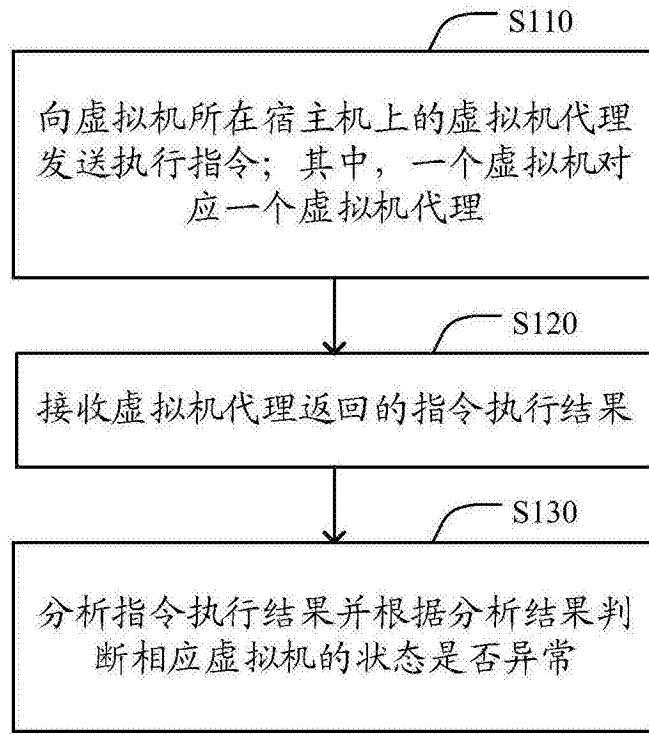 S110
向虚拟机所在宿主机上的虚拟机代理
发送执行指令；其中，一个虚拟机对
应一个虚拟机代理
S120
接收虚拟机代理返回的指令执行结果
S130
分析指令执行结果并根据分析结果判
断相应虚拟机的状态是否异常